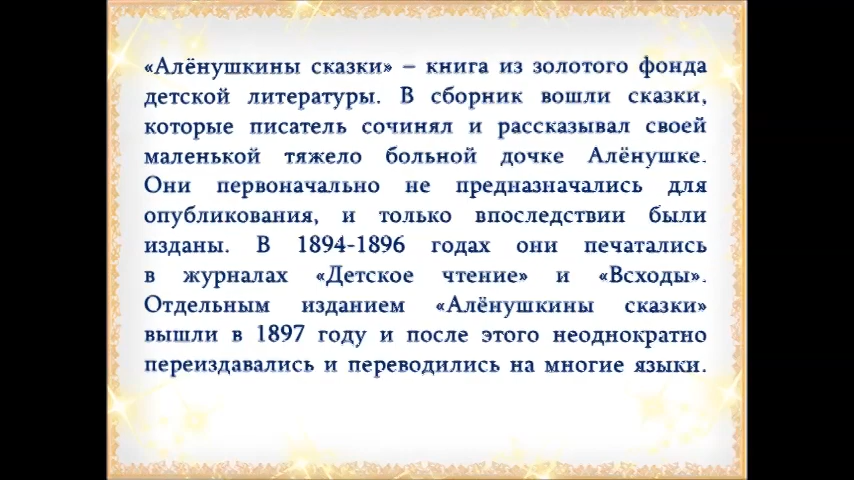 «Алёнушкины сказки» – книга из золотого фонда
детской литературы. В сборник вошли сказки,
которые писатель сочинял и рассказывал своей
маленькой тяжело больной дочке Алёнушке.
Они первоначально не предназначались для
опубликования, и только впоследствии были
изданы. В 1894-1896 годах они печатались
в журналах «Детское чтение» и «Всходы».
Отдельным изданием «Алёнушкины сказки»
вышли в 1897 году и после этого неоднократно
переиздавались и переводились на многие языки.